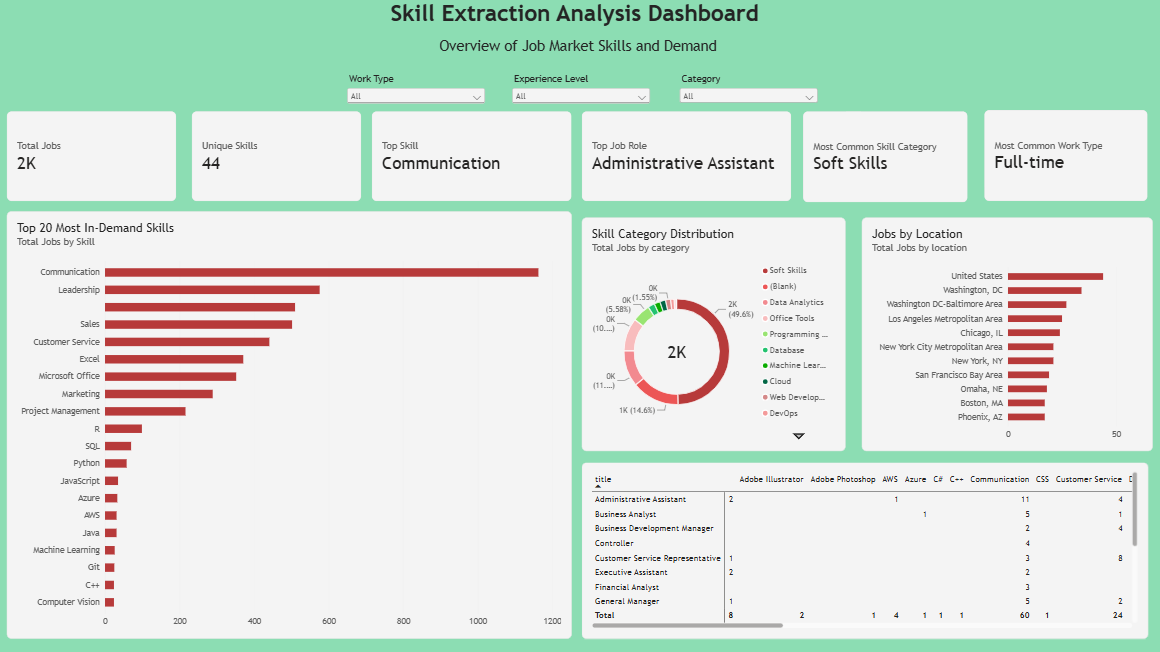 Skill Extraction Analysis Dashboard
Overview of Job Market Skills and Demand
Work Type
All
Experience Level
All
Category
All
Total Jobs
2K
Unique Skills
44
Top Skill
Communication
Top Job Role
Administrative Assistant
Most Common Skill Category
Soft Skills
Most Common Work Type
Full-time
Top 20 Most In-Demand Skills
Total Jobs by Skill
Communication
Leadership
Sales
Customer Service
Excel
Microsoft Office
Marketing
Project Management
R
SQL
Python
JavaScript
Azure
AWS
Java
Machine Learning
Git
C++
Computer Vision
0 200 400 600 800 1000 1200
Skill Category Distribution
Total Jobs by category
2K
(49.6%)
1K (14.6%)
0K
(11....)
0K
(10....)
0K
(5.58%)
0K
(1.55%)
2K
Soft Skills
(Blank)
Data Analytics
Office Tools
Programming ...
Database
Machine Lear...
Cloud
Web Develop...
DevOps
Jobs by Location
Total Jobs by location
United States
Washington, DC
Washington DC-Baltimore Area
Los Angeles Metropolitan Area
Chicago, IL
New York City Metropolitan Area
New York, NY
San Francisco Bay Area
Omaha, NE
Boston, MA
Phoenix, AZ
0 50
title Adobe Illustrator Adobe Photoshop AWS Azure C# C++ Communication CSS Customer Service
Administrative Assistant 2 1 11 4
Business Analyst 1 5 1
Business Development Manager 2 4
Controller 4
Customer Service Representative 1 3 8
Executive Assistant 2 2
Financial Analyst 3
General Manager 1 5 2
Total 8 2 1 4 1 1 1 60 1 24